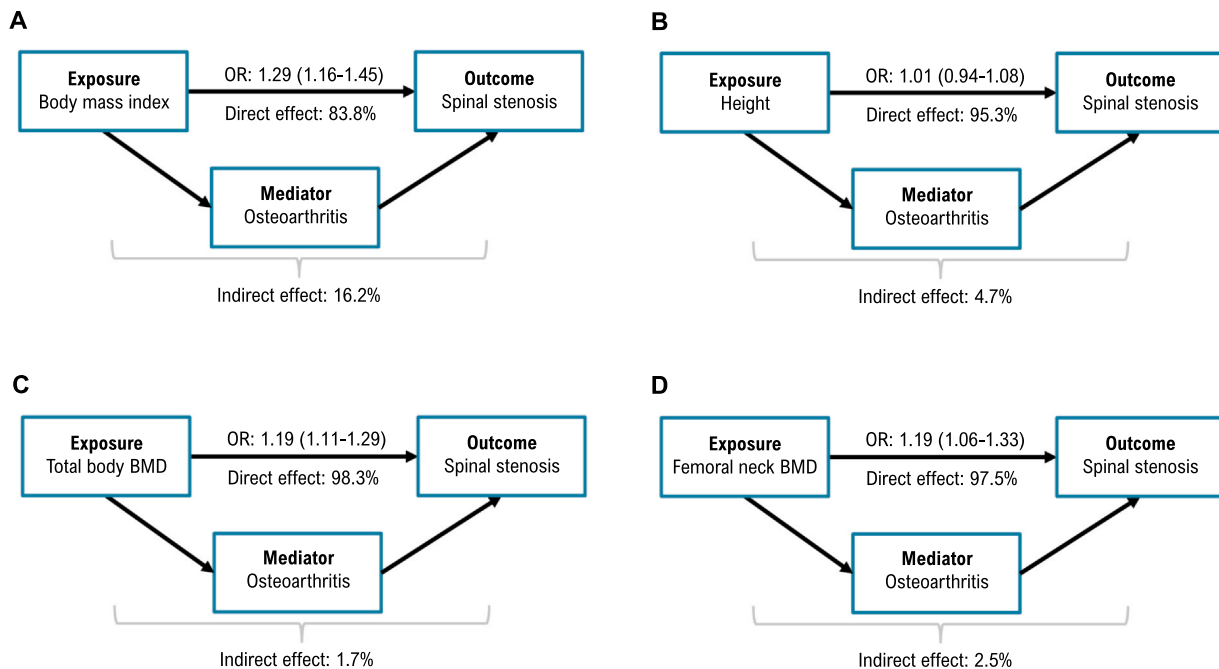 A
Exposure
Body mass index
OR: 1.29 (1.16–1.45)
Direct effect: 83.8%
Outcome
Spinal stenosis
Mediator
Osteoarthritis
Indirect effect: 16.2%
B
Exposure
Height
OR: 1.01 (0.94–1.08)
Direct effect: 95.3%
Outcome
Spinal stenosis
Mediator
Osteoarthritis
Indirect effect: 4.7%
C
Exposure
Total body BMD
OR: 1.19 (1.11–1.29)
Direct effect: 98.3%
Outcome
Spinal stenosis
Mediator
Osteoarthritis
Indirect effect: 1.7%
D
Exposure
Femoral neck BMD
OR: 1.19 (1.06–1.33)
Direct effect: 97.5%
Outcome
Spinal stenosis
Mediator
Osteoarthritis
Indirect effect: 2.5%